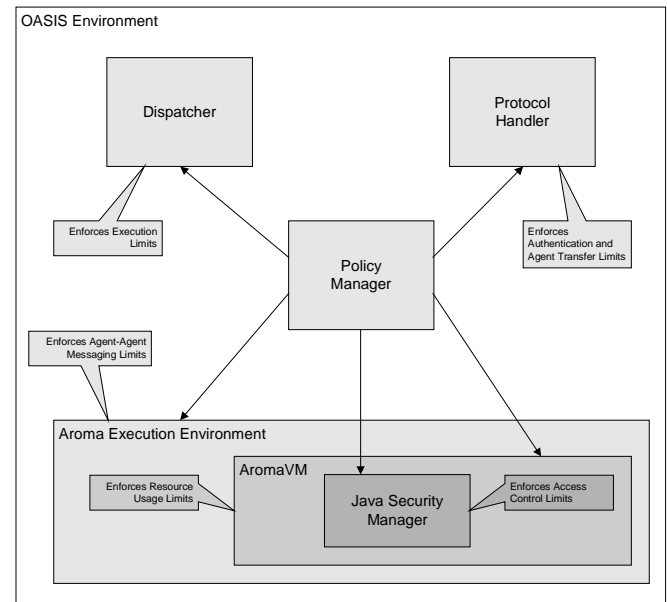 OASIS Environment
Dispatcher
Protocol
Handler
Enforces Execution
Limits
Enforces
Authentication and
Agent Transfer Limits
Policy
Manager
Enforces Agent-Agent
Messaging Limits
Aroma Execution Environment
AromaVM
Enforces Resource
Usage Limits
Java Security
Manager
Enforces Access
Control Limits